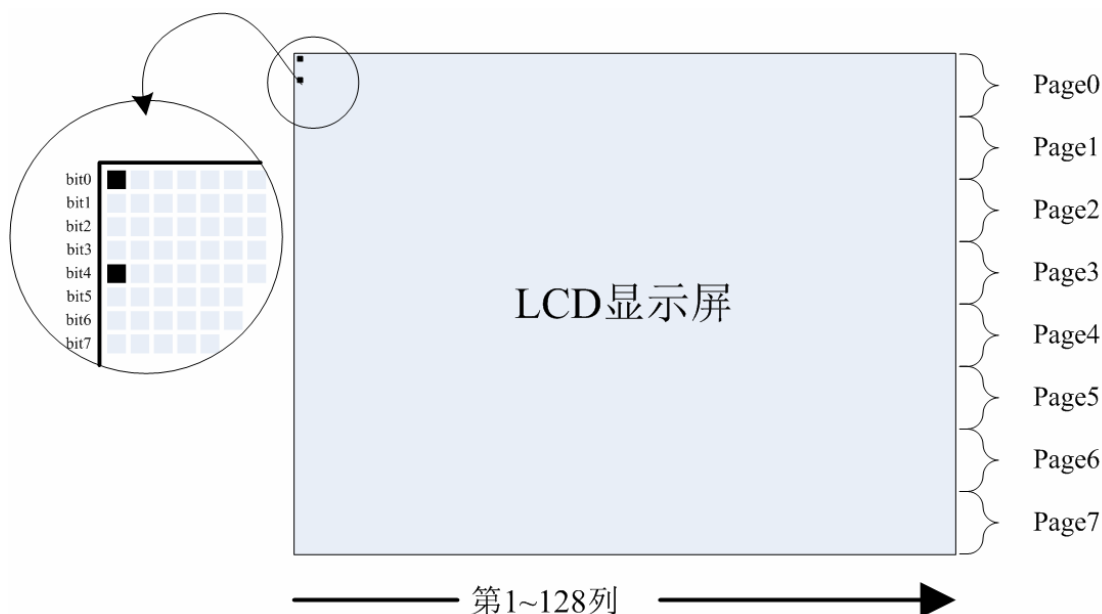 bit0
bit1
bit2
bit3
bit4
bit5
bit6
bit7
LCD显示屏
Page0
Page1
Page2
Page3
Page4
Page5
Page6
Page7
第1~128列